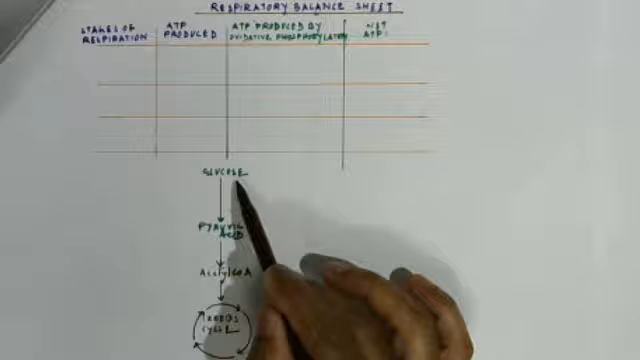 RESPIRATORY BALANCE SHEET
STAGES OF
RESPIRATION
ATP
PRODUCED
ATP PRODUCED BY
OXIDATIVE PHOSPHORYLATION
NET
ATP
GLUCOSE
PYRUVIC
ACID
Acetyl CoA
KREBS
CYCLE